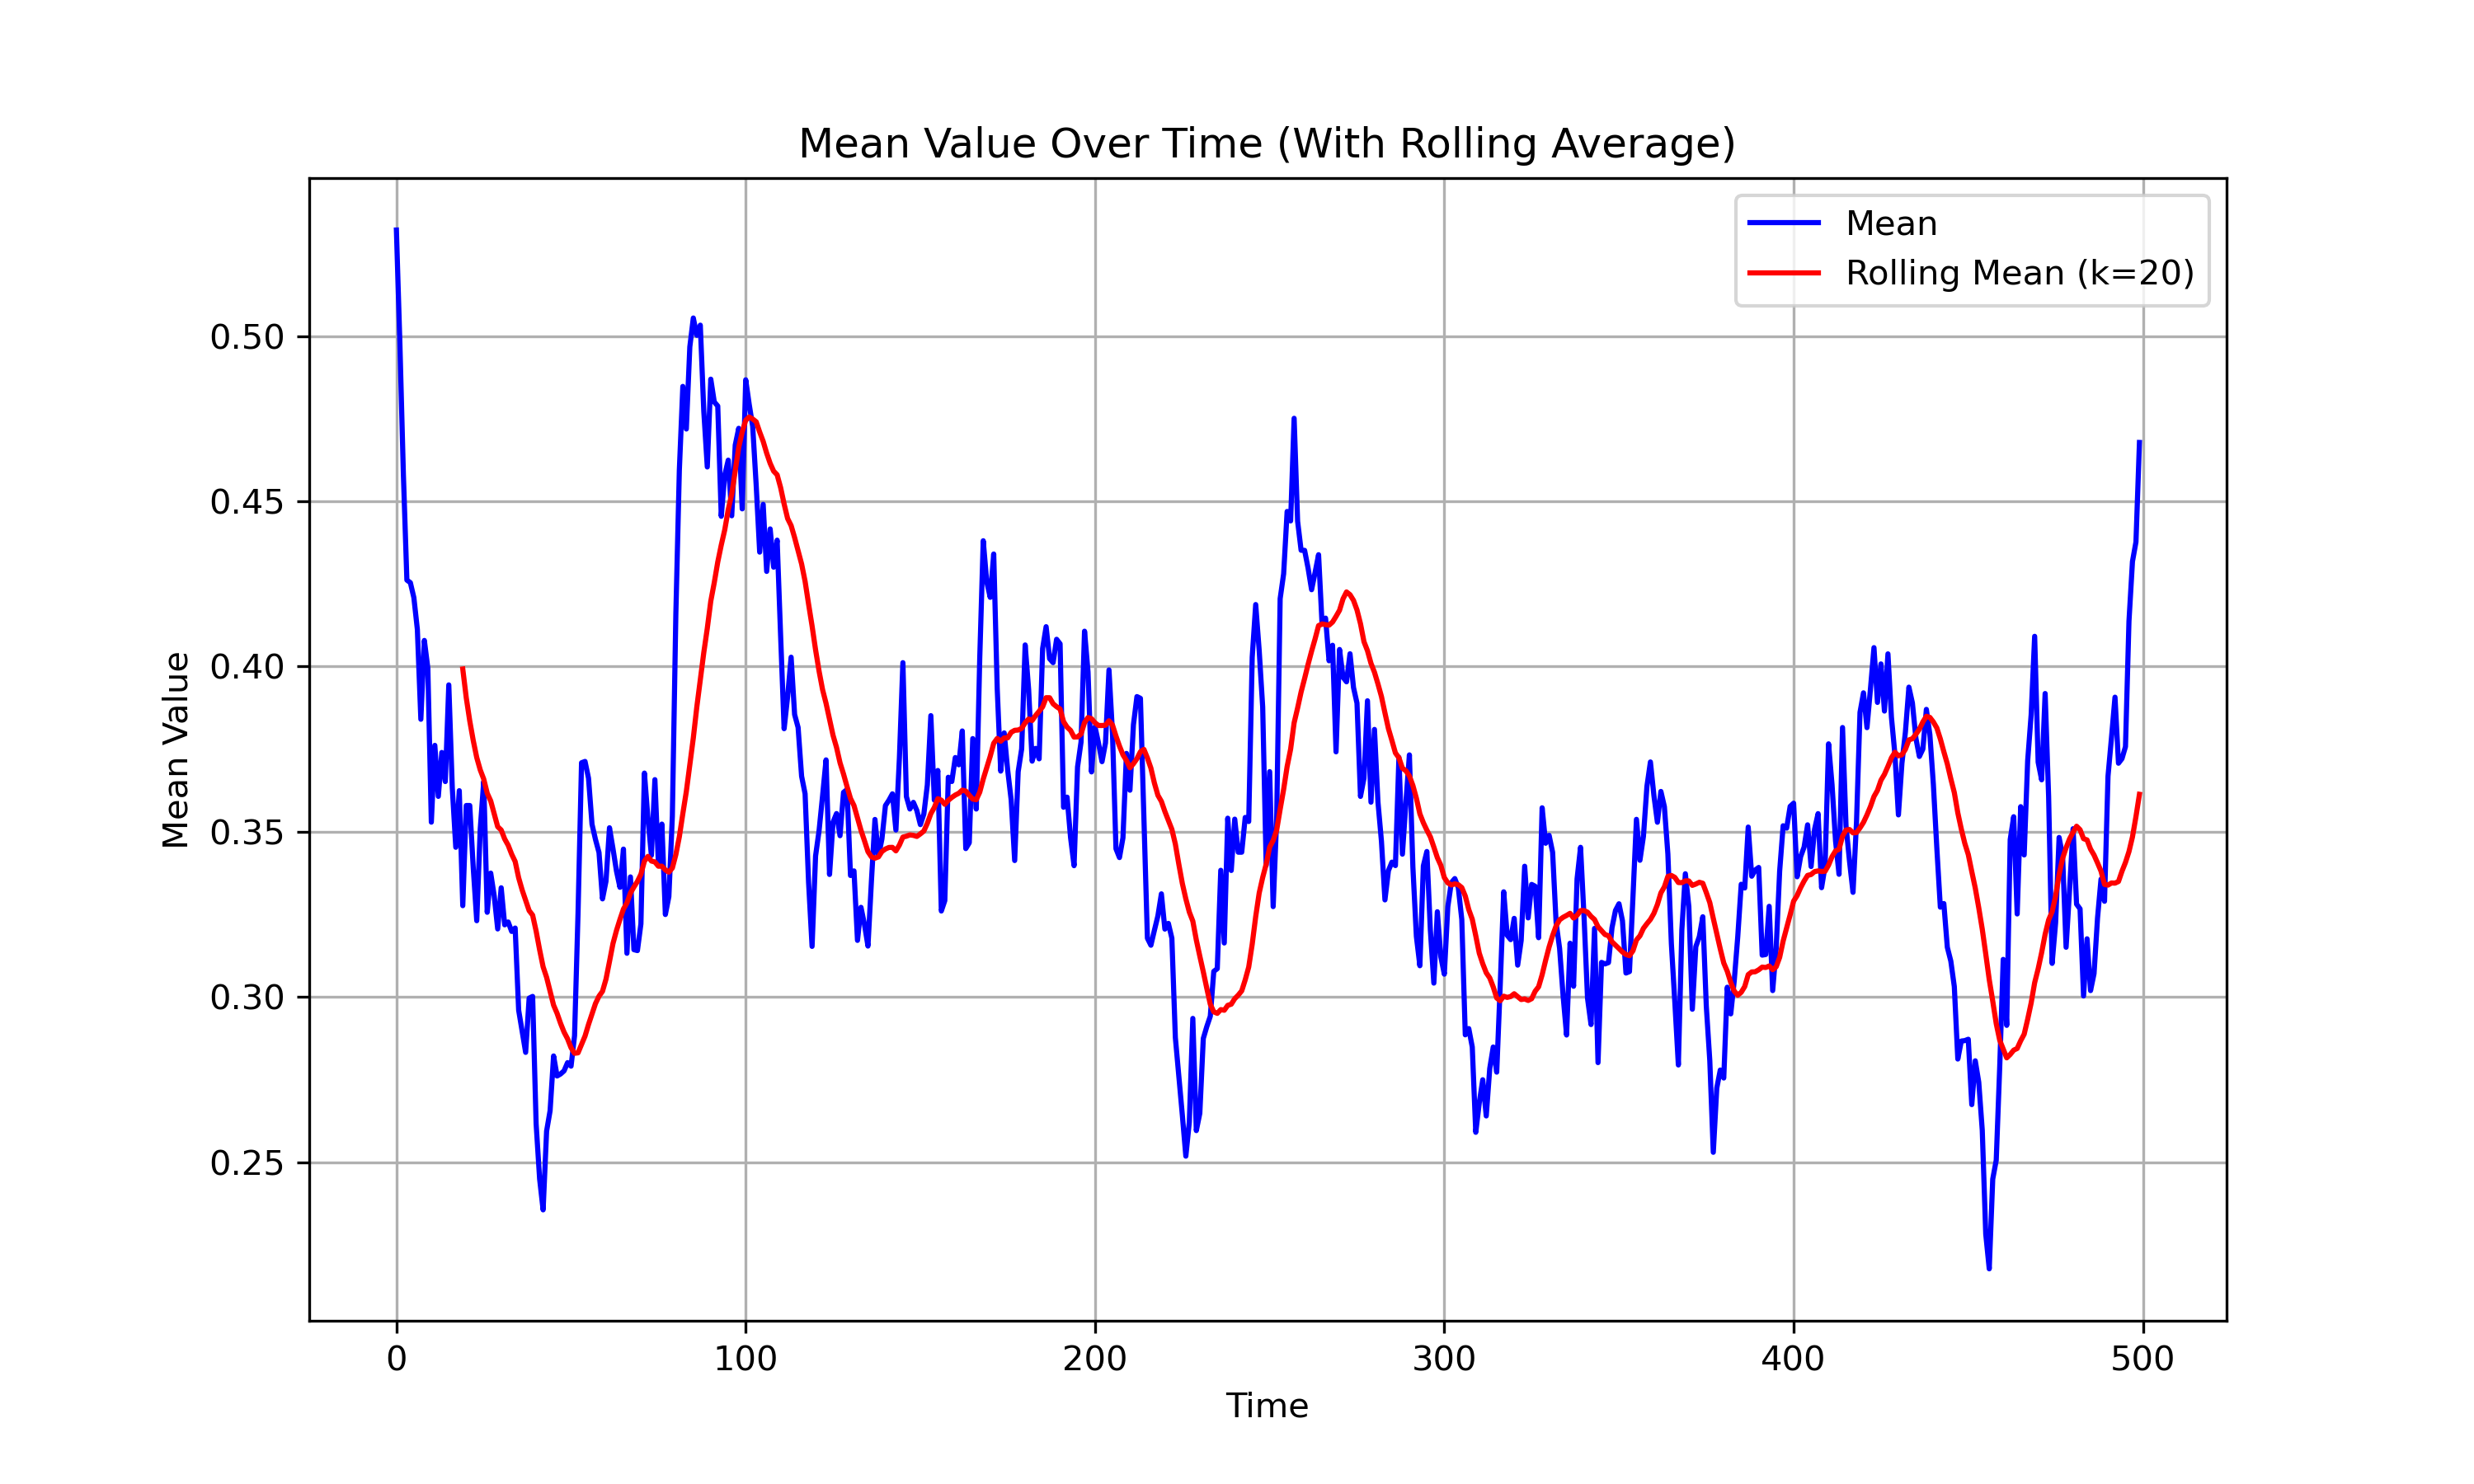 Mean Value Over Time (With Rolling Average)
Mean
Rolling Mean (k=20)
Mean Value
0.50
0.45
0.40
0.35
0.30
0.25
0
100
200
300
400
500
Time